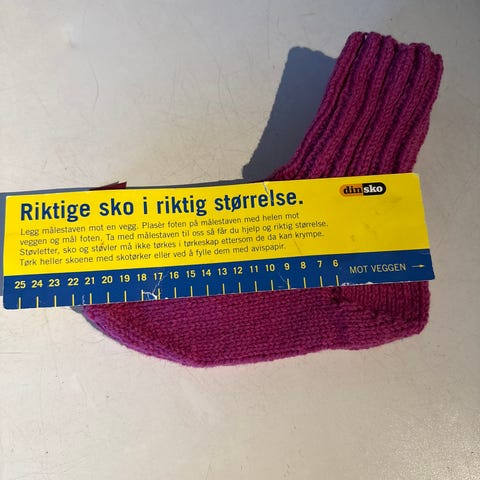 dinsko
Riktige sko i riktig størrelse.
Legg målestaven mot en vegg. Plasèr foten på målestaven med helen mot
veggen og mål foten. Ta med målestaven til oss så får du hjelp og riktig størrelse.
Støvletter, sko og støvler må ikke tørkes i tørkeskap ettersom de da kan krympe.
Tørk heller skoene med skotørker eller ved å fylle dem med avispapir.
25 24 23 22 21 20 19 18 17 16 15 14 13 12 11 10 9 8 7 6 MOT VEGGEN →